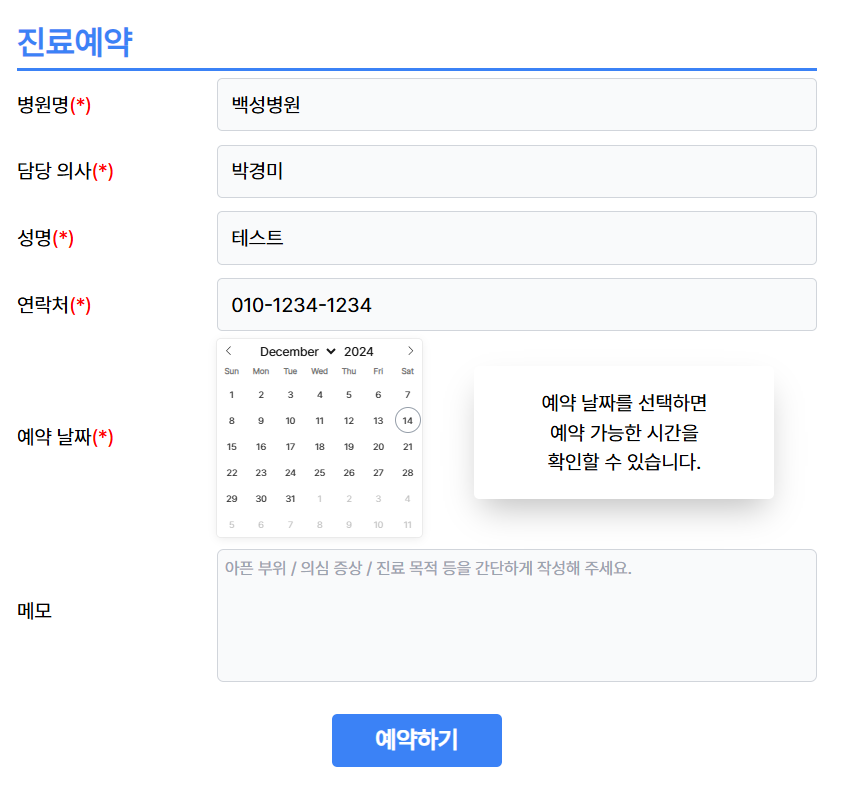 진료예약
병원명(*)
백성병원
담당 의사(*)
박경미
성명(*)
테스트
연락처(*)
010-1234-1234
예약 날짜(*)
December 2024
Sun Mon Tue Wed Thu Fri Sat
1 2 3 4 5 6 7
8 9 10 11 12 13 14
15 16 17 18 19 20 21
22 23 24 25 26 27 28
29 30 31 1 2 3 4
5 6 7 8 9 10 11
예약 날짜를 선택하면
예약 가능한 시간을
확인할 수 있습니다.
메모
아픈 부위 / 의심 증상 / 진료 목적 등을 간단하게 작성해 주세요.
예약하기